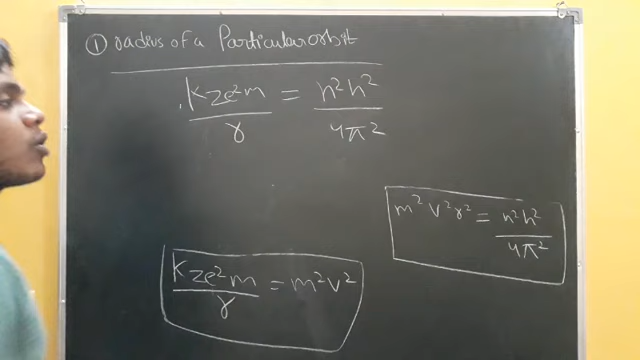 ① radius of a Particular orbit
kze²m/r = n²h²/4π²
m²v²r² = n²h²/4π²
kze²m/r = m²v²